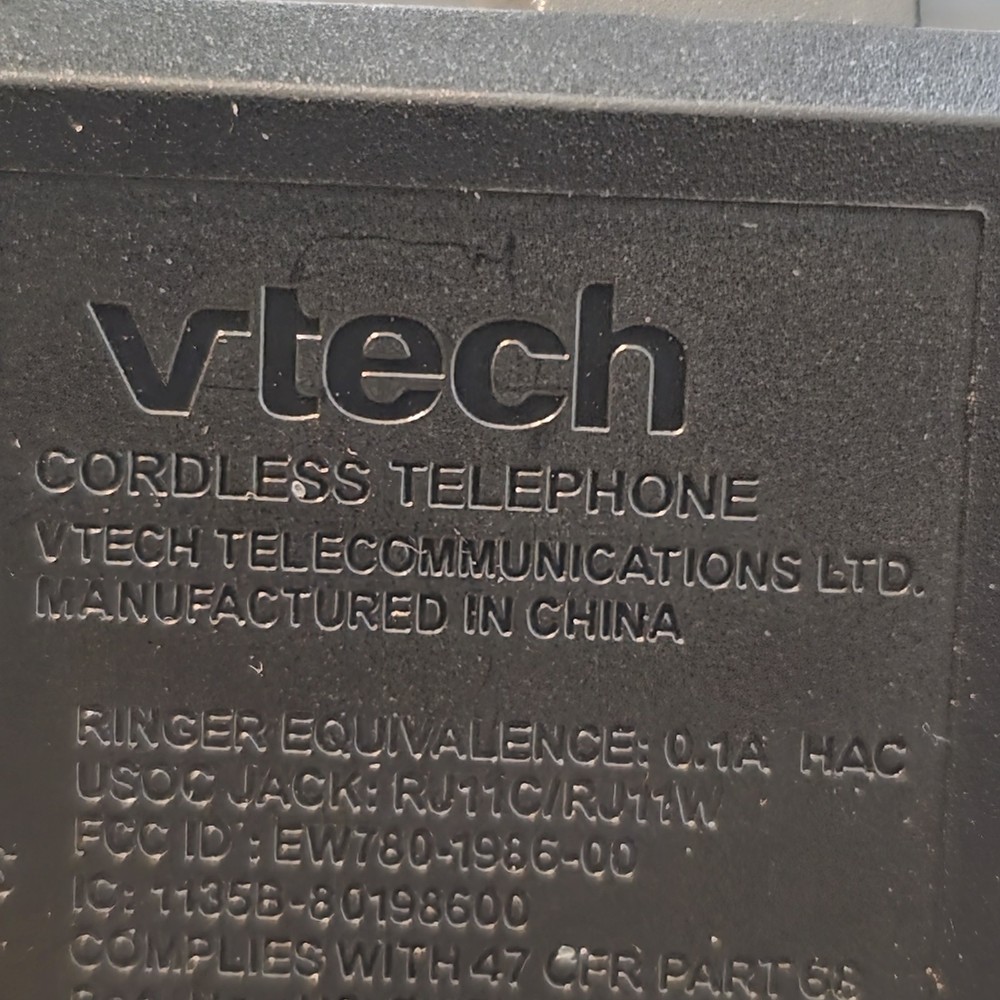 vtech
CORDLESS TELEPHONE
VTECH TELECOMMUNICATIONS LTD.
MANUFACTURED IN CHINA
RINGER EQUIVALENCE: 0.1A HAC
USOC JACK: RJ11C/RJ11W
FCC ID : EW780-1986-00
IC: 1135B-80198600
COMPLIES WITH 47 CFR PART 68